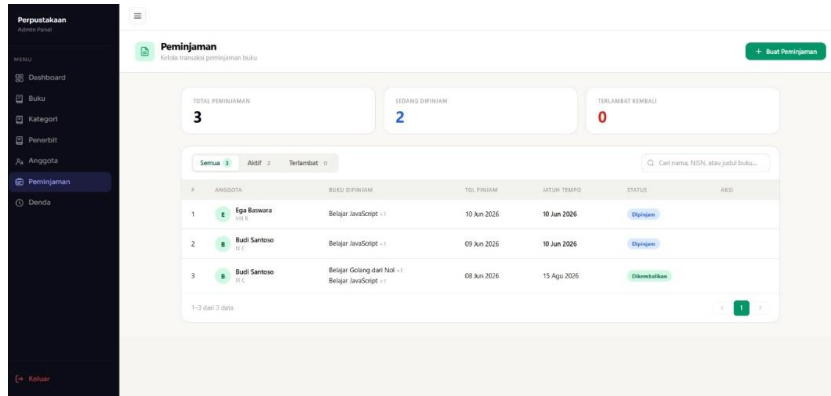 Perpustakaan
Admin Panel
MENU
Dashboard
Buku
Kategori
Penerbit
Anggota
Peminjaman
Denda
Keluar
Peminjaman
Kelola transaksi peminjaman buku
+ Buat Peminjaman
TOTAL PEMINJAMAN
3
SEDANG DIPINJAM
2
TERLAMBAT KEMBALI
0
Semua 3 Aktif 2 Terlambat 0
Cari nama, NISN, atau judul buku...
# ANGGOTA BUKU DIPINJAM TGL PINJAM JATUH TEMPO STATUS AKSI
1 E Ega Baswara Belajar JavaScript ×1 10 Jun 2026 10 Jun 2026 Dipinjam
2 B Budi Santoso Belajar JavaScript ×1 09 Jun 2026 10 Jun 2026 Dipinjam
3 B Budi Santoso Belajar Golang dari Nol ×1 08 Jun 2026 15 Agu 2026 Dikembalikan
Belajar JavaScript ×1
1–3 dari 3 data
1